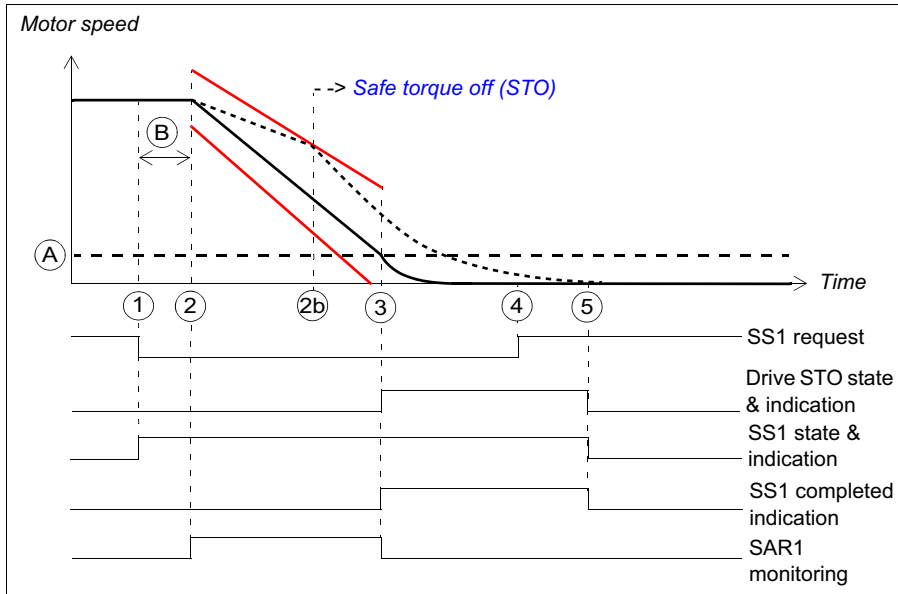 Motor speed
--> Safe torque off (STO)
B
A
Time
1 2 2b 3 4 5
SS1 request
Drive STO state
& indication
SS1 state &
indication
SS1 completed
indication
SAR1
monitoring